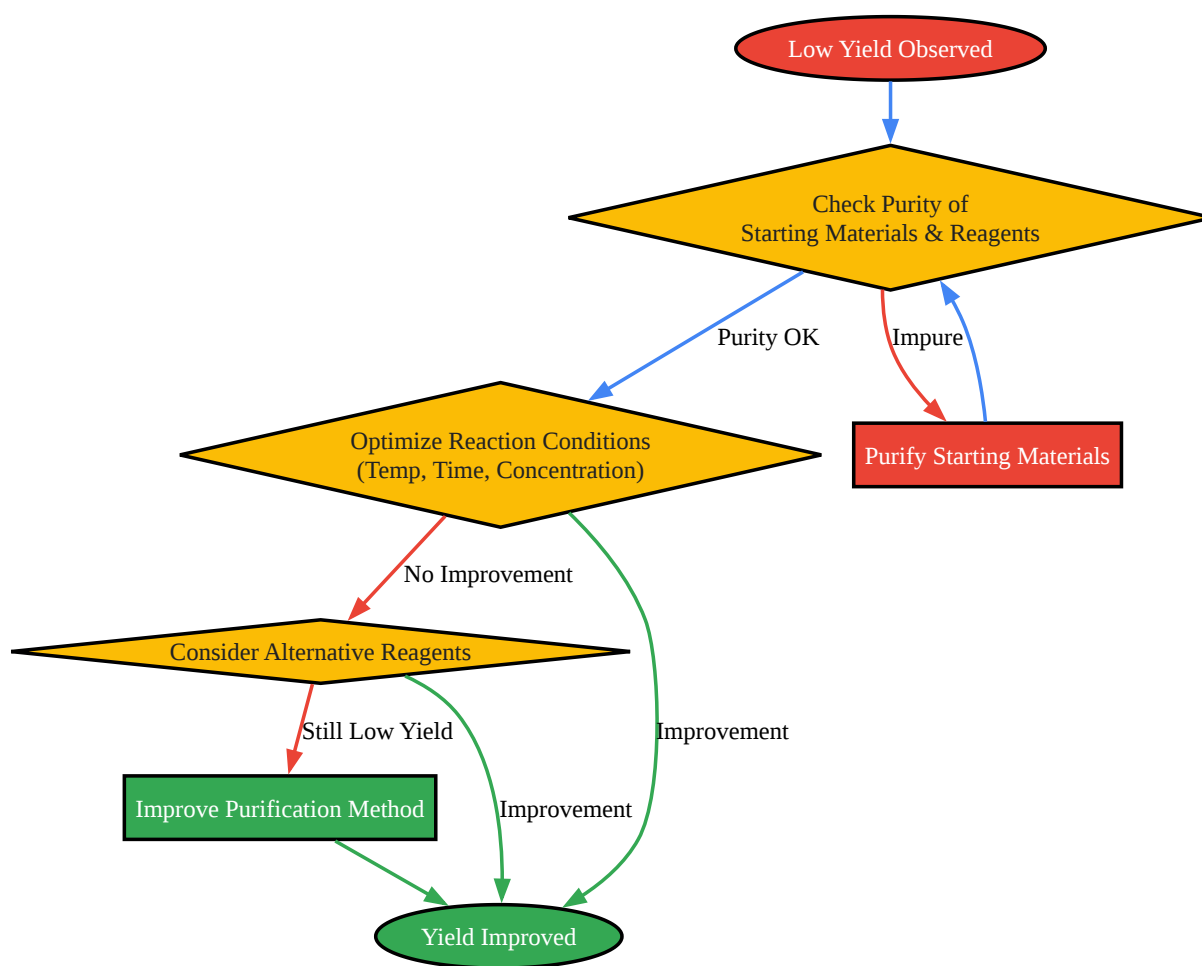 Low Yield Observed
Check Purity of
Starting Materials & Reagents
Purity OK
Impure
Optimize Reaction Conditions
(Temp, Time, Concentration)
Purify Starting Materials
No Improvement
Consider Alternative Reagents
Still Low Yield
Improvement
Improve Purification Method
Improvement
Yield Improved